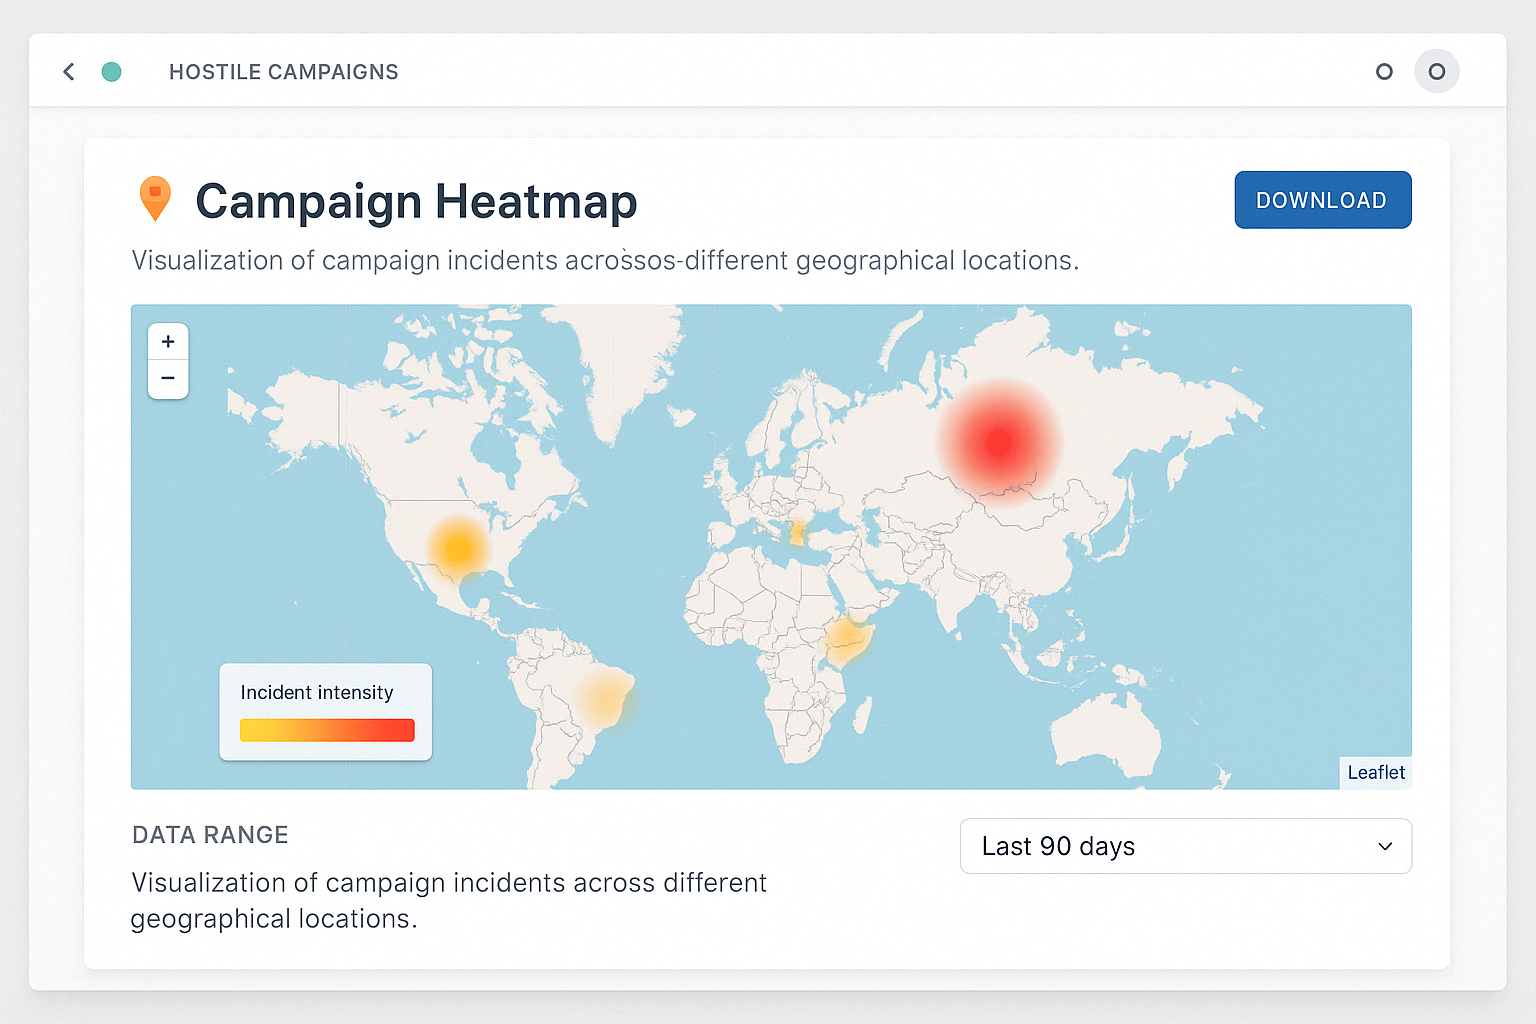 HOSTILE CAMPAIGNS
Campaign Heatmap
DOWNLOAD
Visualization of campaign incidents acrossos-different geographical locations.
+
−
Incident intensity
Leaflet
DATA RANGE
Last 90 days
Visualization of campaign incidents across different
geographical locations.